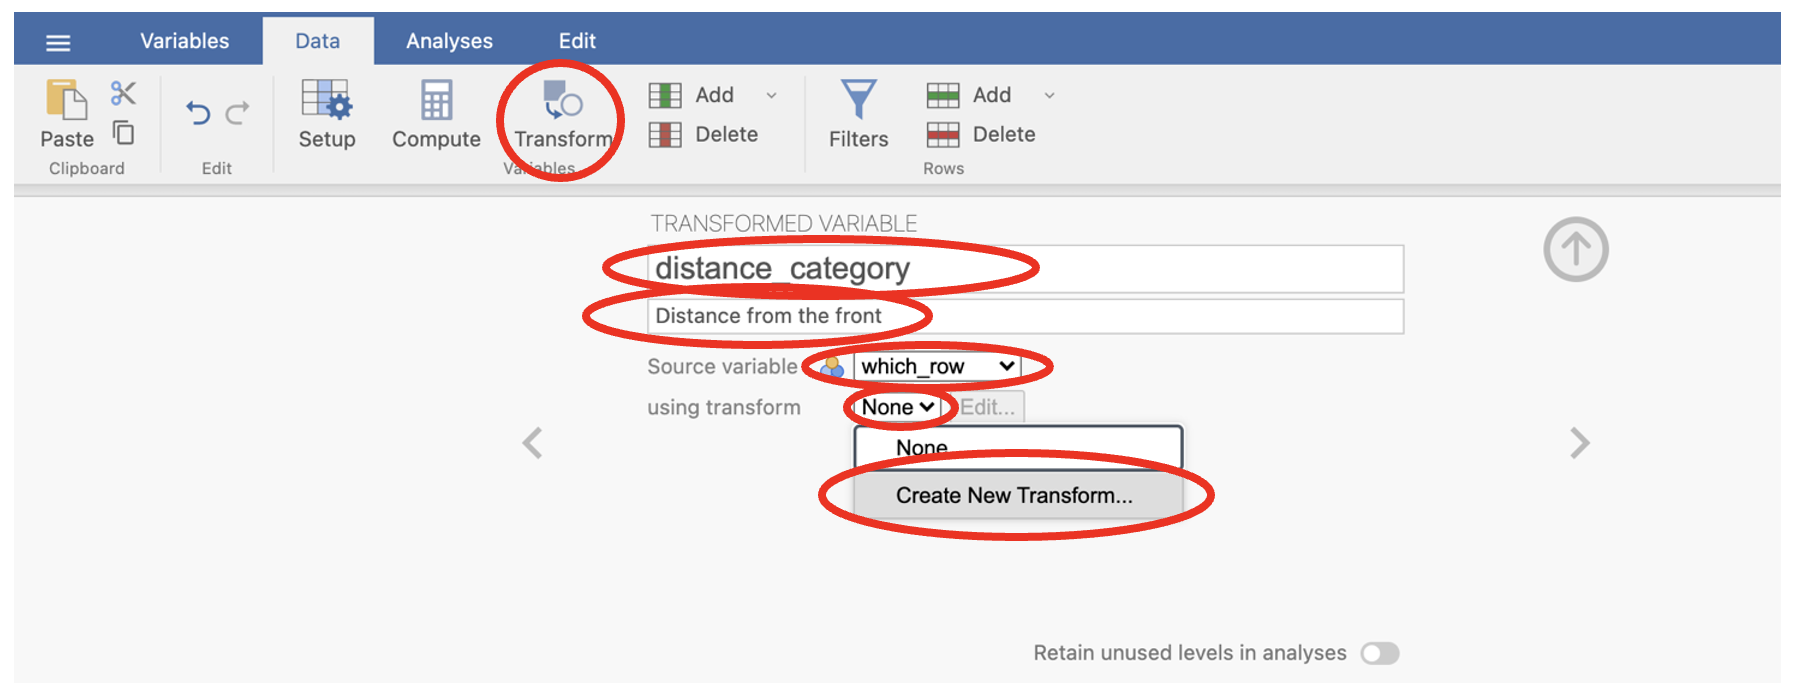 Variables Data Analyses Edit
Paste Setup Compute Transform Add Delete Filters Add Delete
Clipboard Edit Variables Rows
TRANSFORMED VARIABLE
distance_category
Distance from the front
Source variable which_row
using transform None Edit...
None
Create New Transform...
Retain unused levels in analyses